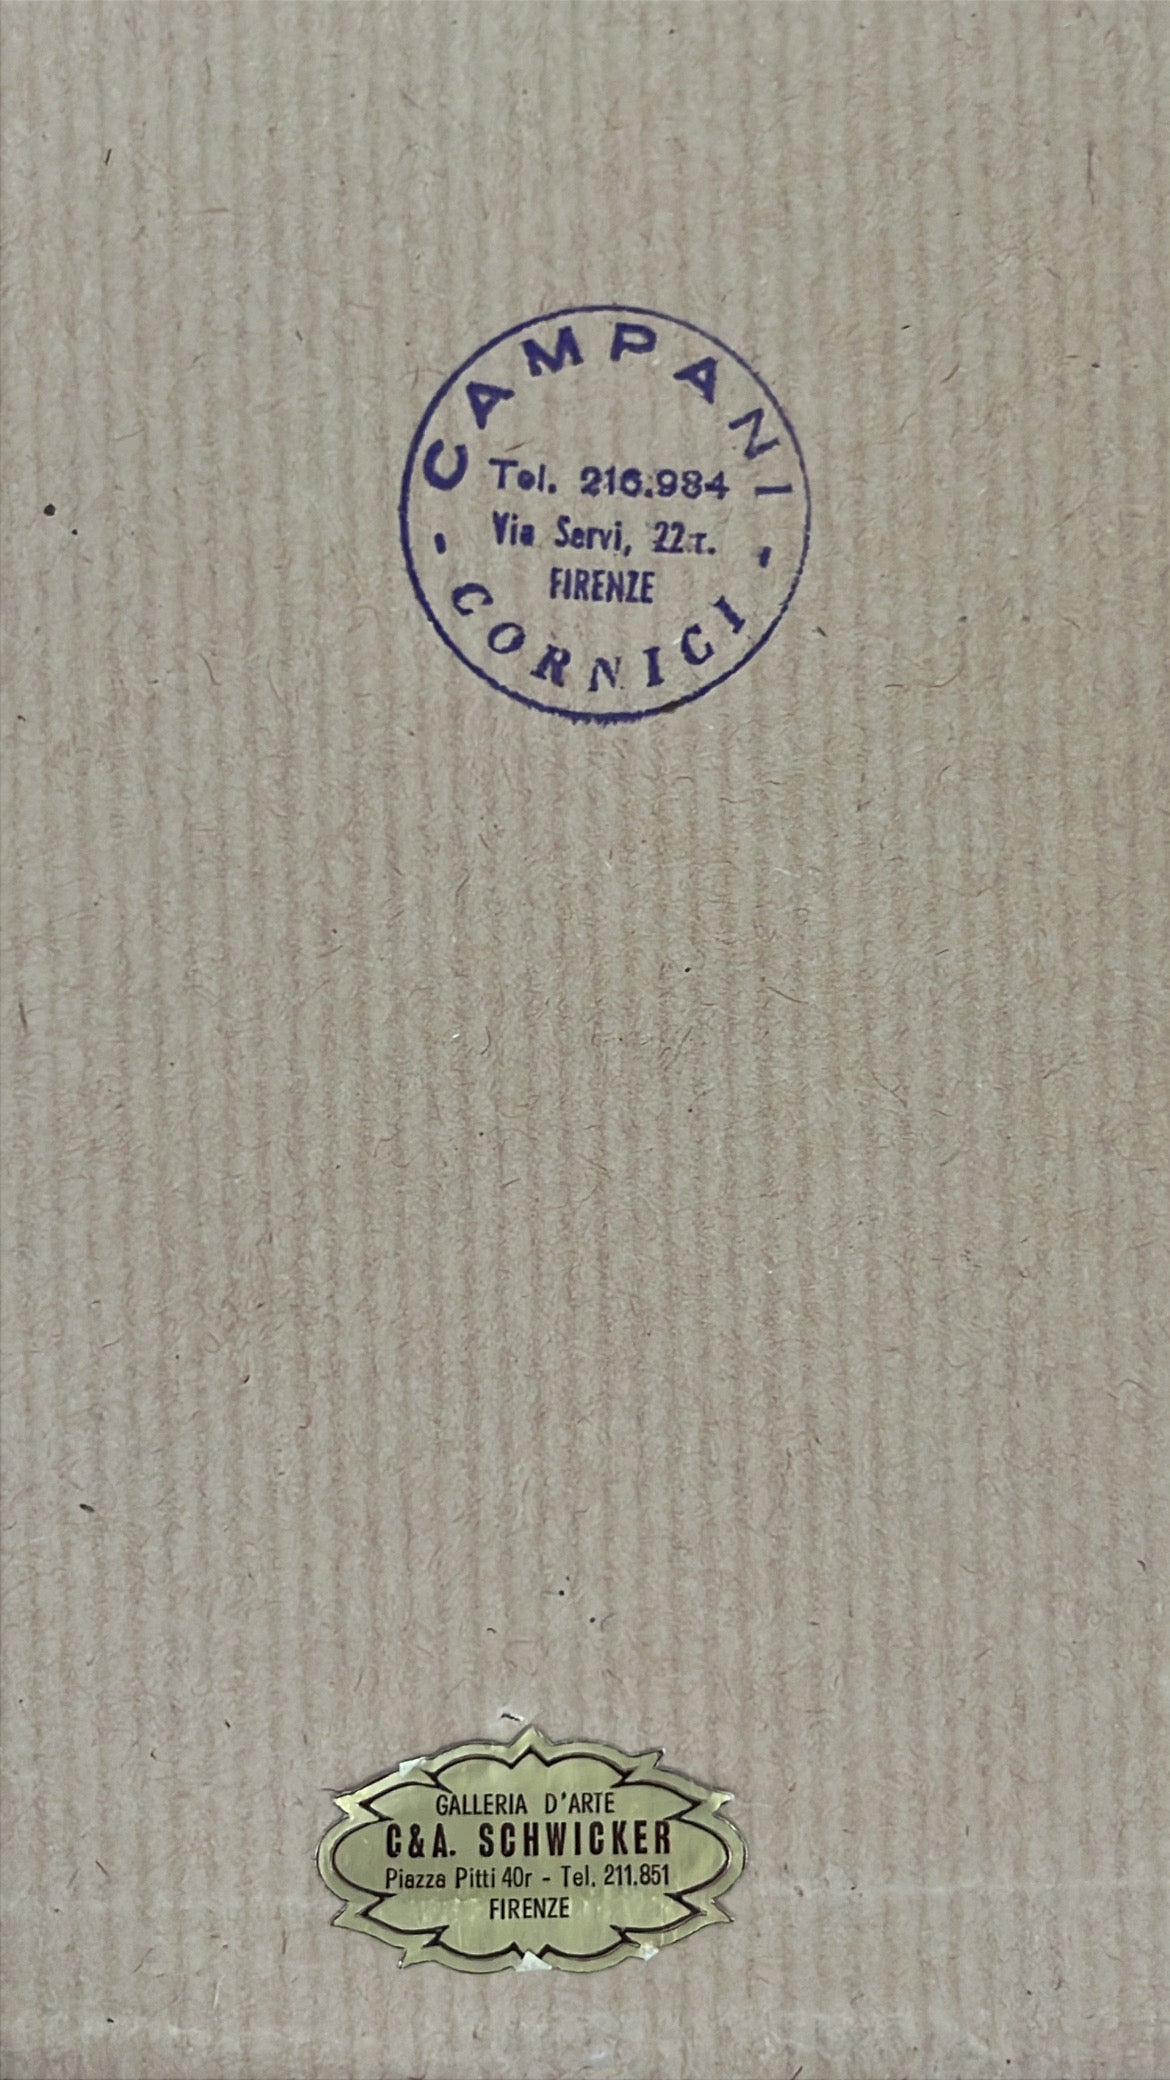 CAMPANI
Tel. 216.984
Via Servi, 22r.
FIRENZE
- CORNICI -
GALLERIA D'ARTE
C&A. SCHWICKER
Piazza Pitti 40r - Tel. 211.851
FIRENZE